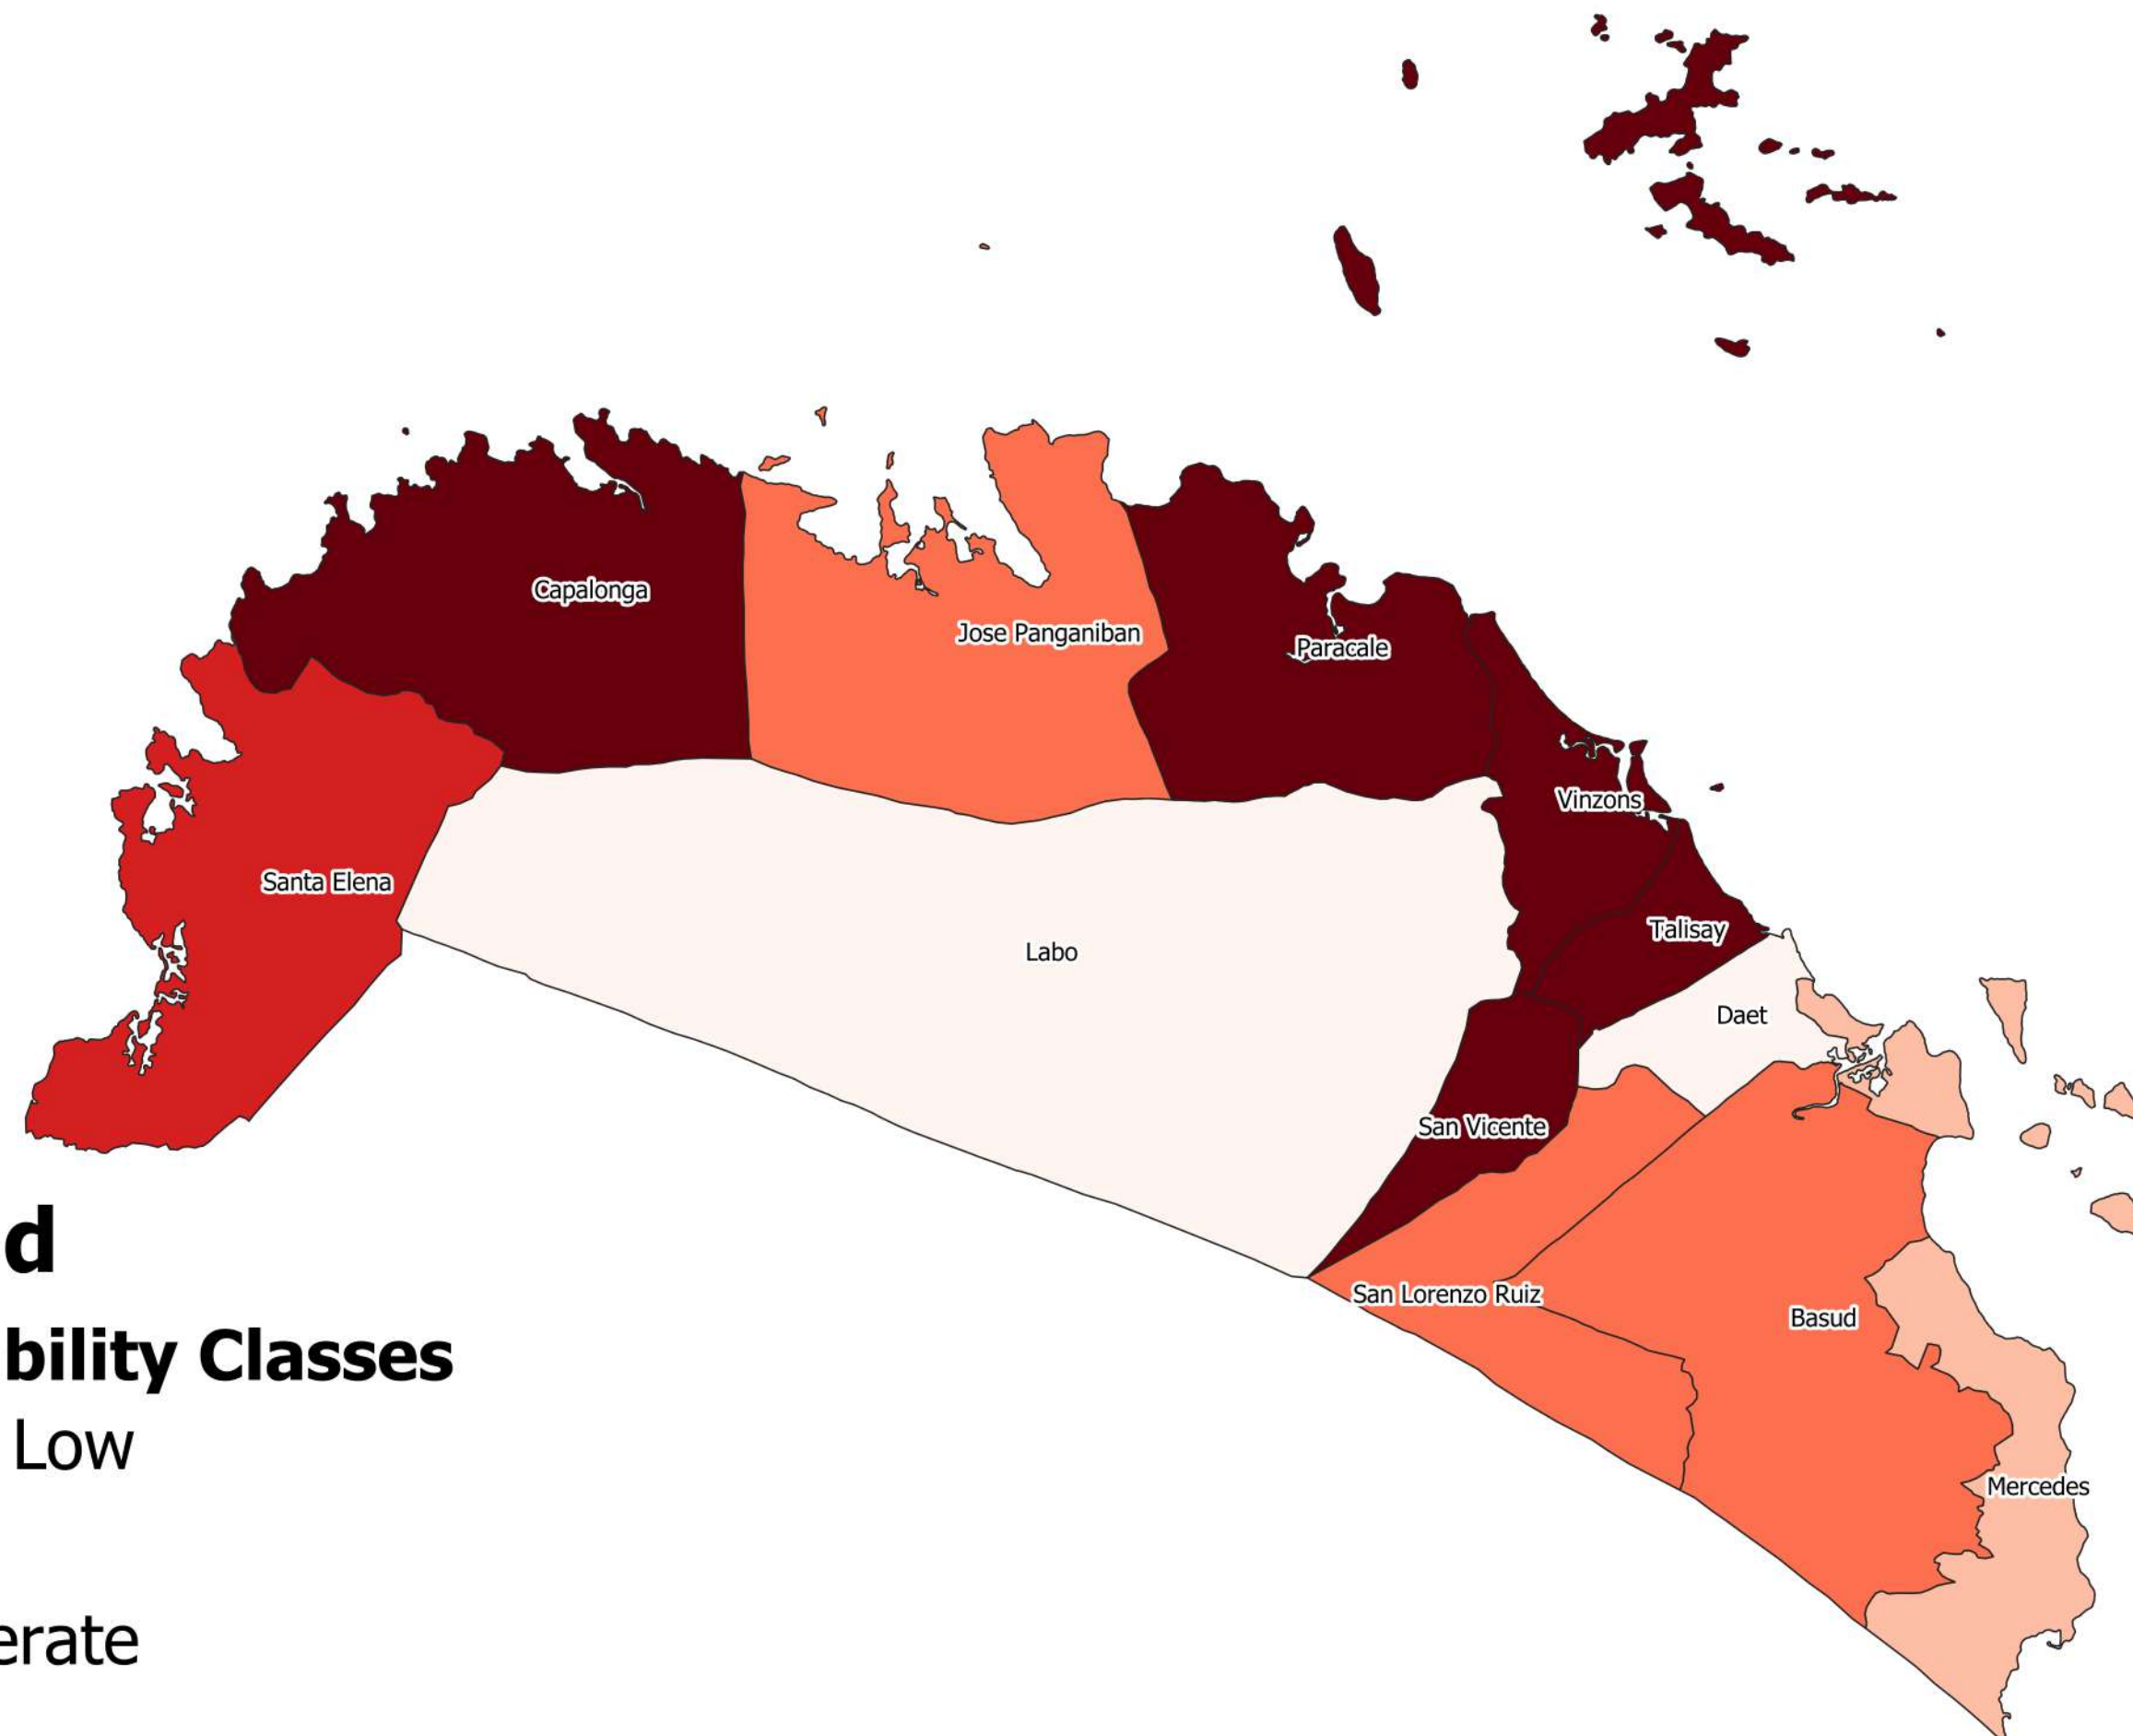 Capalonga
Jose Panganiban
Paracale
Vinzons
Santa Elena
Talisay
Labo
Daet
San Vicente
San Lorenzo Ruiz
Basud
Mercedes
d
bility Classes
Low
erate